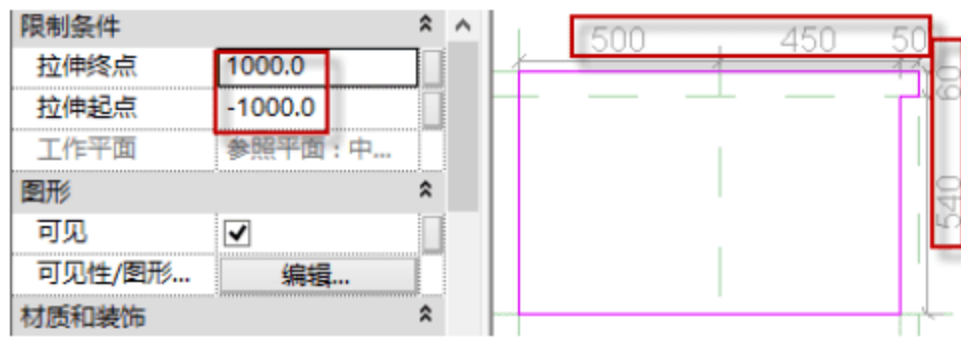 限制条件
拉伸终点 1000.0
拉伸起点 -1000.0
工作平面 参照平面：中...
图形
可见
可见性/图形... 编辑...
材质和装饰
500 450 50
60
540